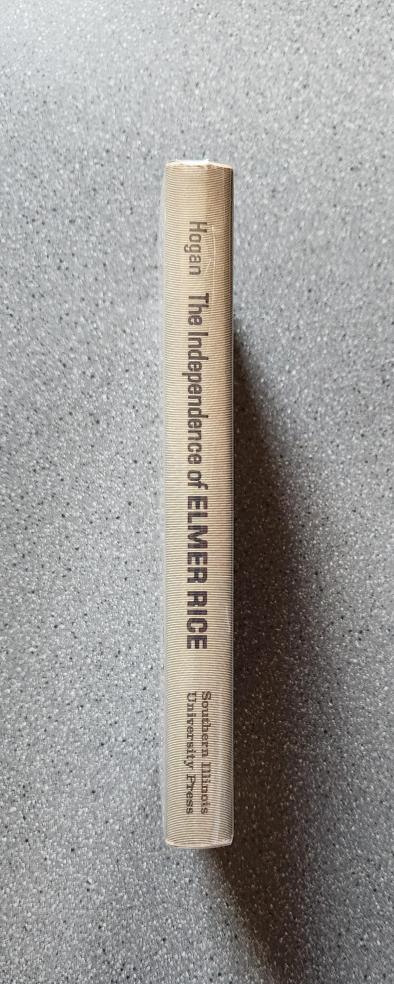 Hogan The Independence of ELMER RICE
Southern Illinois
University Press